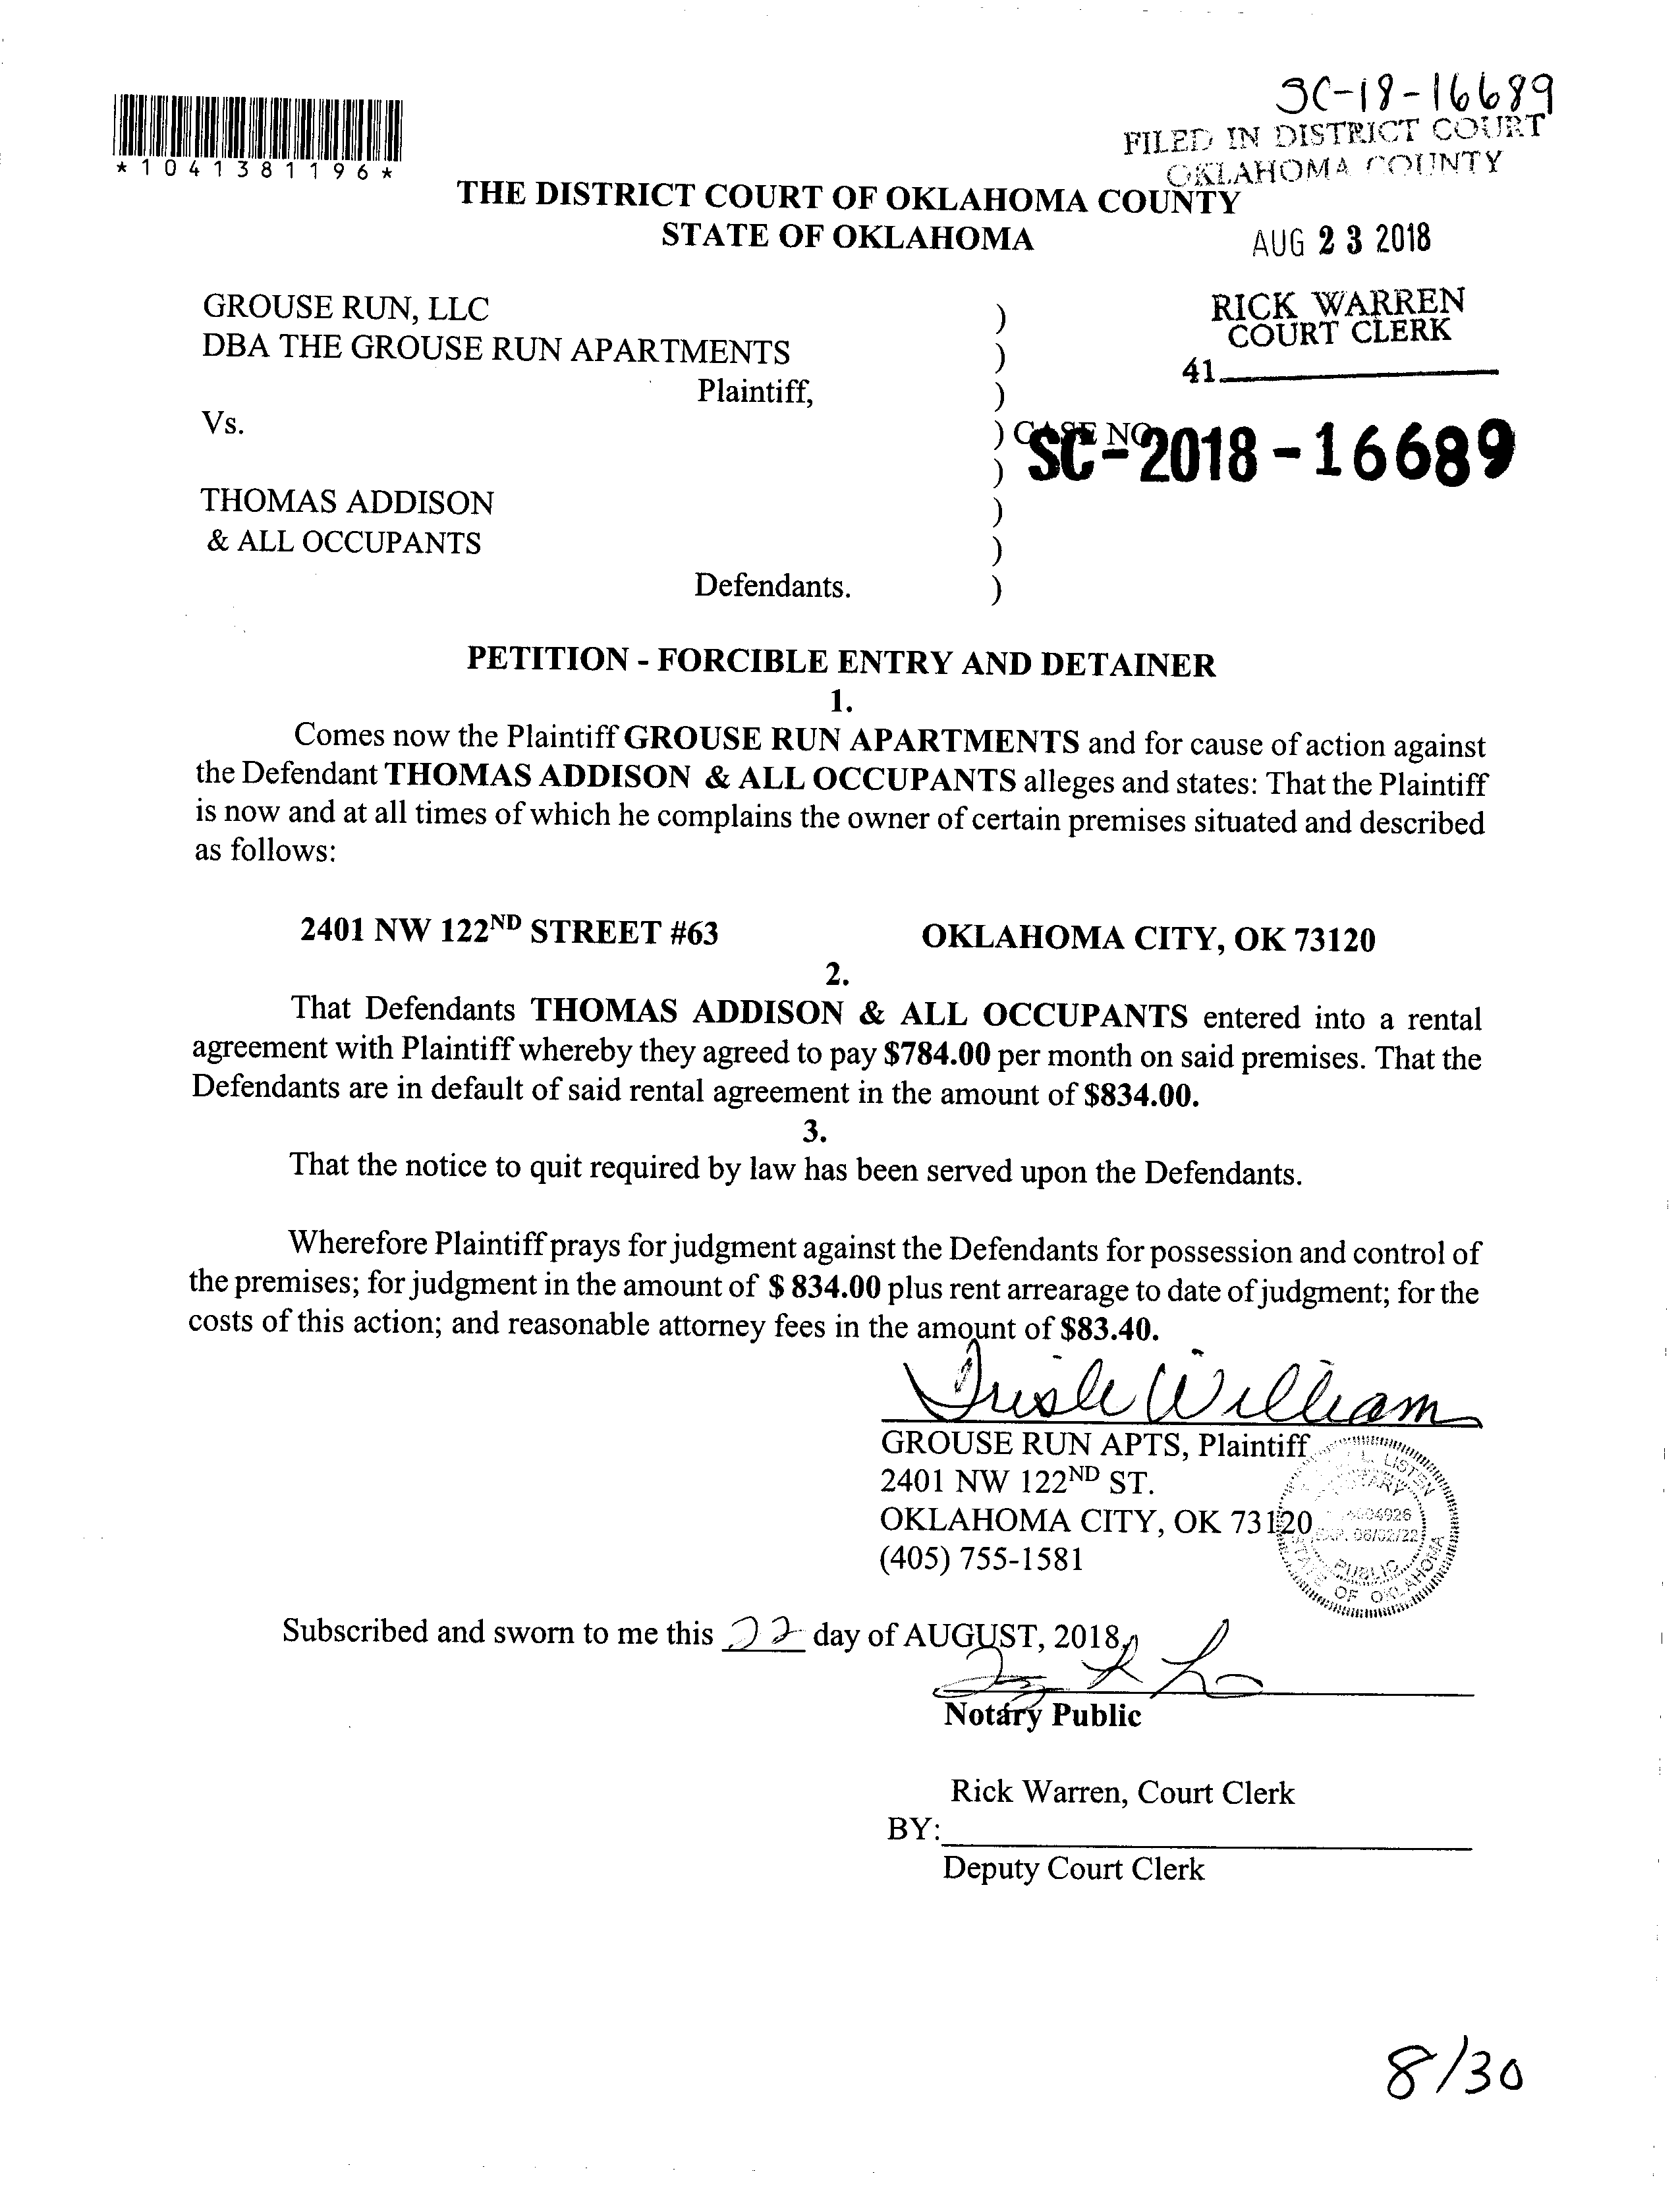 SC-18-16689
FILED IN DISTRICT COURT
OKLAHOMA COUNTY
*1041381196*
THE DISTRICT COURT OF OKLAHOMA COUNTY
STATE OF OKLAHOMA
AUG 23 2018
GROUSE RUN, LLC )
DBA THE GROUSE RUN APARTMENTS )
Plaintiff, )
RICK WARREN
COURT CLERK
41
Vs. ) CASE NO
SC-2018-16689
)
THOMAS ADDISON )
& ALL OCCUPANTS )
Defendants. )
PETITION - FORCIBLE ENTRY AND DETAINER
1.
Comes now the Plaintiff GROUSE RUN APARTMENTS and for cause of action against
the Defendant THOMAS ADDISON & ALL OCCUPANTS alleges and states: That the Plaintiff
is now and at all times of which he complains the owner of certain premises situated and described
as follows:
2401 NW 122ND STREET #63 OKLAHOMA CITY, OK 73120
2.
That Defendants THOMAS ADDISON & ALL OCCUPANTS entered into a rental
agreement with Plaintiff whereby they agreed to pay $784.00 per month on said premises. That the
Defendants are in default of said rental agreement in the amount of $834.00.
3.
That the notice to quit required by law has been served upon the Defendants.
Wherefore Plaintiff prays for judgment against the Defendants for possession and control of
the premises; for judgment in the amount of $ 834.00 plus rent arrearage to date of judgment; for the
costs of this action; and reasonable attorney fees in the amount of $83.40.
William
GROUSE RUN APTS, Plaintiff
2401 NW 122ND ST.
OKLAHOMA CITY, OK 73120
(405) 755-1581
L. LISTEN
NOTARY
04926
EXP. 06/02/22
PUBLIC
STATE OF OKLAHOMA
Subscribed and sworn to me this 22 day of AUGUST, 2018
Notary Public
Rick Warren, Court Clerk
BY:
Deputy Court Clerk
8/30